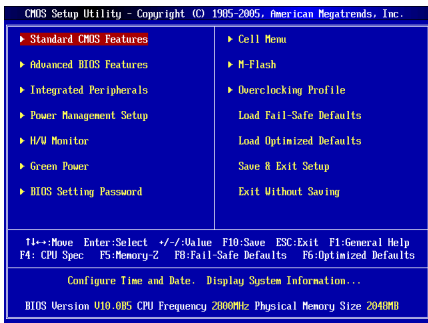 CMOS Setup Utility - Copyright (C) 1985-2005, American Megatrends, Inc.
Standard CMOS Features
Advanced BIOS Features
Integrated Peripherals
Power Management Setup
H/W Monitor
Green Power
BIOS Setting Password
Cell Menu
M-Flash
Overclocking Profile
Load Fail-Safe Defaults
Load Optimized Defaults
Save & Exit Setup
Exit Without Saving
↑↓←→:Move Enter:Select +/-/:Value F10:Save ESC:Exit F1:General Help
F4: CPU Spec F5:Memory-Z F8:Fail-Safe Defaults F6:Optimized Defaults
Configure Time and Date. Display System Information...
BIOS Version V10.0B5 CPU Frequency 2800MHz Physical Memory Size 2048MB